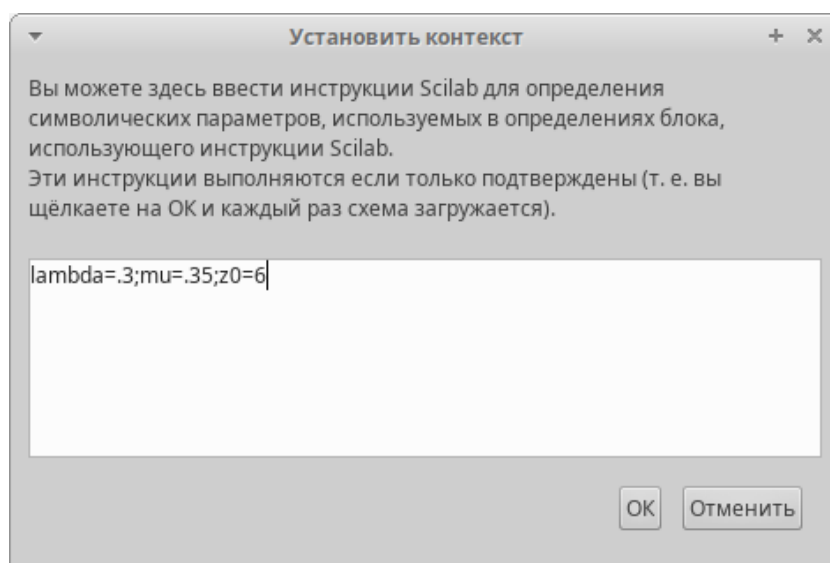 Установить контекст
Вы можете здесь ввести инструкции Scilab для определения
символических параметров, используемых в определениях блока,
использующего инструкции Scilab.
Эти инструкции выполняются если только подтверждены (т. е. вы
щёлкаете на ОК и каждый раз схема загружается).
lambda=.3;mu=.35;z0=6
ОК Отменить